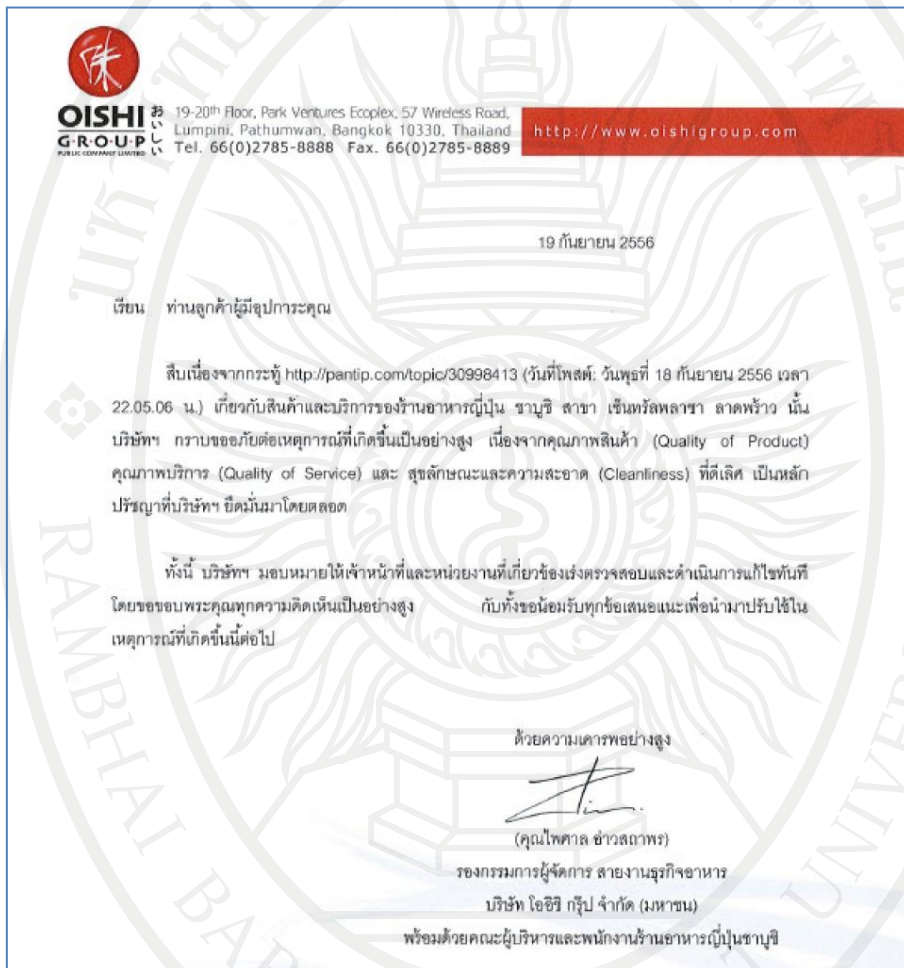 味
OISHI おいしい
G·R·O·U·P
PUBLIC COMPANY LIMITED
19-20th Floor, Park Ventures Ecoplex, 57 Wireless Road,
Lumpini, Pathumwan, Bangkok 10330, Thailand
Tel. 66(0)2785-8888 Fax. 66(0)2785-8889
http://www.oishigroup.com
19 กันยายน 2556
เรียน ท่านลูกค้าผู้มีอุปการะคุณ
สืบเนื่องจากกระทู้ http://pantip.com/topic/30998413 (วันที่โพสต์: วันพุธที่ 18 กันยายน 2556 เวลา
22.05.06 น.) เกี่ยวกับสินค้าและบริการของร้านอาหารญี่ปุ่น ชาบูชิ สาขา เซ็นทรัลพลาซา ลาดพร้าว นั้น
บริษัทฯ กราบขออภัยต่อเหตุการณ์ที่เกิดขึ้นเป็นอย่างสูง เนื่องจากคุณภาพสินค้า (Quality of Product)
คุณภาพบริการ (Quality of Service) และ สุขลักษณะและความสะอาด (Cleanliness) ที่ดีเลิศ เป็นหลัก
ปรัชญาที่บริษัทฯ ยึดมั่นมาโดยตลอด
ทั้งนี้ บริษัทฯ มอบหมายให้เจ้าหน้าที่และหน่วยงานที่เกี่ยวข้องเร่งตรวจสอบและดำเนินการแก้ไขทันที
โดยขอขอบพระคุณทุกความคิดเห็นเป็นอย่างสูง กับทั้งขอน้อมรับทุกข้อเสนอแนะเพื่อนำมาปรับใช้ใน
เหตุการณ์ที่เกิดขึ้นนี้ต่อไป
ด้วยความเคารพอย่างสูง
(คุณไพศาล อ่าวสถาพร)
รองกรรมการผู้จัดการ สายงานธุรกิจอาหาร
บริษัท โออิชิ กรุ๊ป จำกัด (มหาชน)
พร้อมด้วยคณะผู้บริหารและพนักงานร้านอาหารญี่ปุ่นชาบูชิ
RAMBHAI